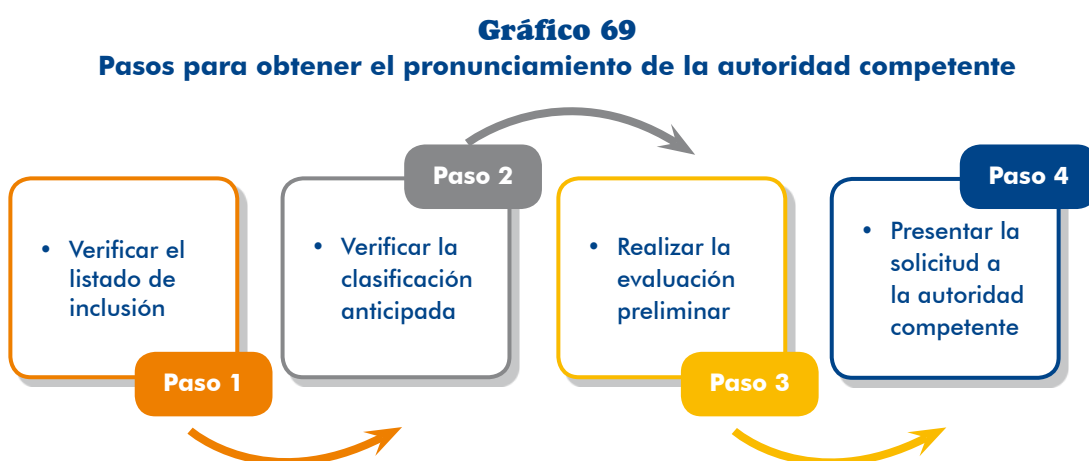 Gráfico 69
Pasos para obtener el pronunciamiento de la autoridad competente
• Verificar el
listado de
inclusión
Paso 1
Paso 2
• Verificar la
clasificación
anticipada
• Realizar la
evaluación
preliminar
Paso 3
Paso 4
• Presentar la
solicitud a
la autoridad
competente